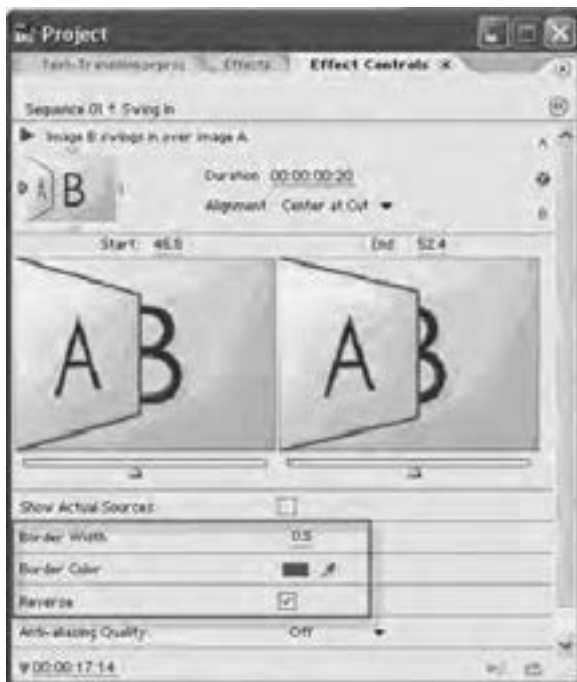 Project
Effects Effect Controls
Sequence 01 * Swing In
Image B swings in over image A
A
A B
Duration 00:00:00:20
Alignment Center at Cut
B
Start: 46.8 End: 52.4
A B A B
Show Actual Sources
Border Width 0.5
Border Color
Reverse
Anti-aliasing Quality: Off
00:00:17:14